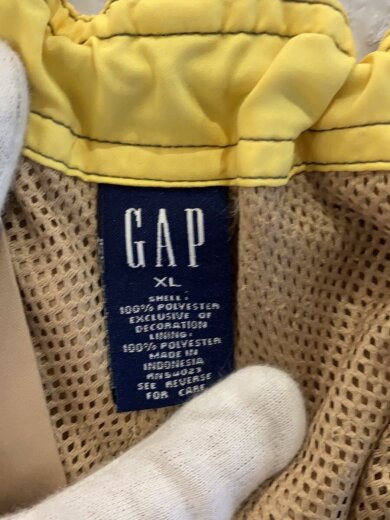 GAP
XL
SHELL:
100% POLYESTER
EXCLUSIVE OF
DECORATION
LINING:
100% POLYESTER
MADE IN
INDONESIA
RN54023
SEE REVERSE
FOR CARE